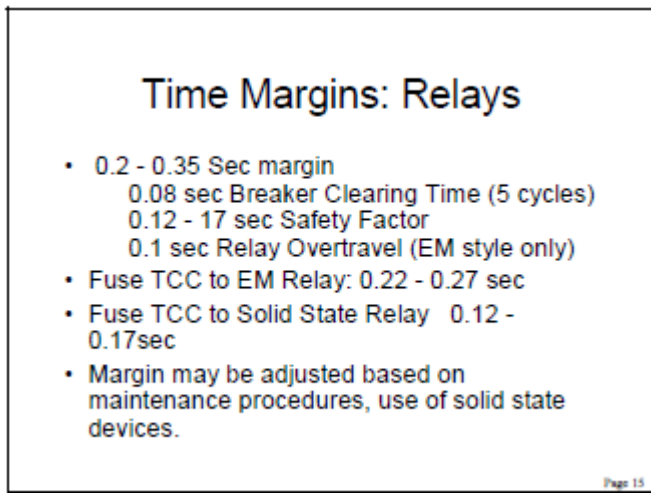 Time Margins: Relays
• 0.2 - 0.35 Sec margin
0.08 sec Breaker Clearing Time (5 cycles)
0.12 - 17 sec Safety Factor
0.1 sec Relay Overtravel (EM style only)
• Fuse TCC to EM Relay: 0.22 - 0.27 sec
• Fuse TCC to Solid State Relay 0.12 -
0.17sec
• Margin may be adjusted based on
maintenance procedures, use of solid state
devices.
Page 15